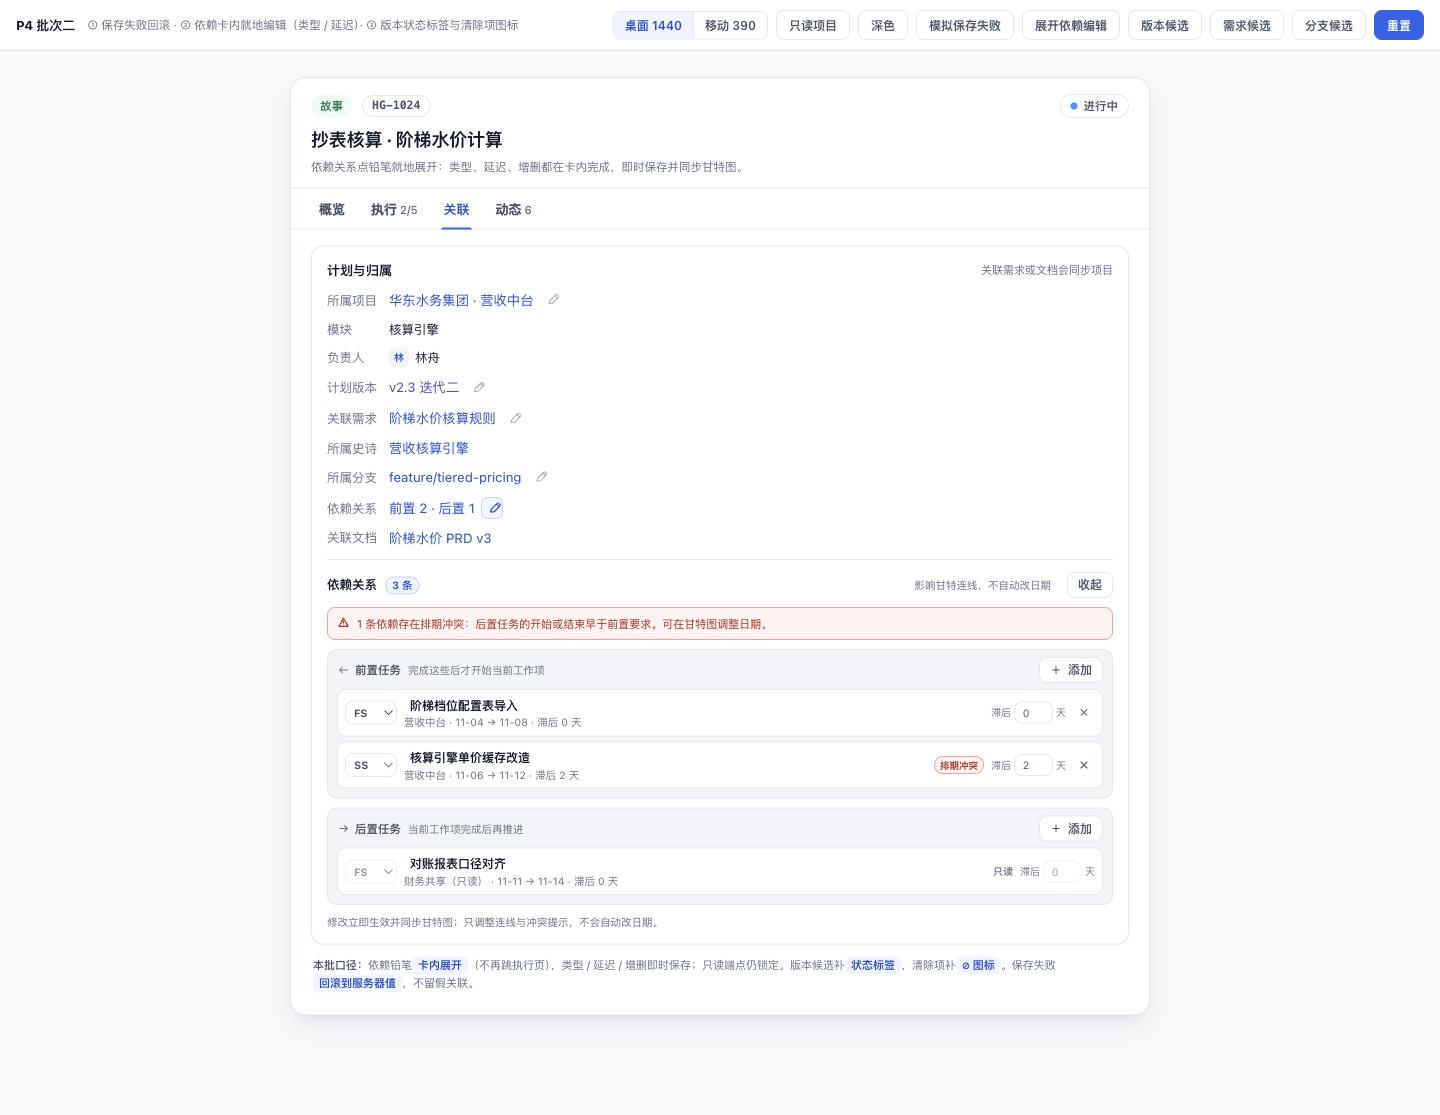 P4 批次二 ① 保存失败回滚 · ② 依赖卡内就地编辑（类型 / 延迟）· ③ 版本状态标签与清除项图标 桌面 1440 移动 390 只读项目 深色 模拟保存失败 展开依赖编辑 版本候选 需求候选 分支候选 重置
故事 HG-1024 进行中
抄表核算 · 阶梯水价计算
依赖关系点铅笔就地展开：类型、延迟、增删都在卡内完成，即时保存并同步甘特图。
概览 执行 2/5 关联 动态 6
计划与归属 关联需求或文档会同步项目
所属项目 华东水务集团 · 营收中台
模块 核算引擎
负责人 林 林舟
计划版本 v2.3 迭代二
关联需求 阶梯水价核算规则
所属史诗 营收核算引擎
所属分支 feature/tiered-pricing
依赖关系 前置 2 · 后置 1
关联文档 阶梯水价 PRD v3
依赖关系 3 条 影响甘特连线，不自动改日期 收起
1 条依赖存在排期冲突：后置任务的开始或结束早于前置要求。可在甘特图调整日期。
← 前置任务 完成这些后才开始当前工作项 ＋ 添加
FS 阶梯档位配置表导入 滞后 0 天 ×
营收中台 · 11-04 → 11-08 · 滞后 0 天
SS 核算引擎单价缓存改造 排期冲突 滞后 2 天 ×
营收中台 · 11-06 → 11-12 · 滞后 2 天
→ 后置任务 当前工作项完成后再推进 ＋ 添加
FS 对账报表口径对齐 只读 滞后 0 天
财务共享（只读） · 11-11 → 11-14 · 滞后 0 天
修改立即生效并同步甘特图；只调整连线与冲突提示，不会自动改日期。
本批口径：依赖铅笔 卡内展开 （不再跳执行页），类型 / 延迟 / 增删即时保存；只读端点仍锁定。版本候选补 状态标签 ，清除项补 ⊘ 图标 。保存失败
回滚到服务器值 ，不留假关联。